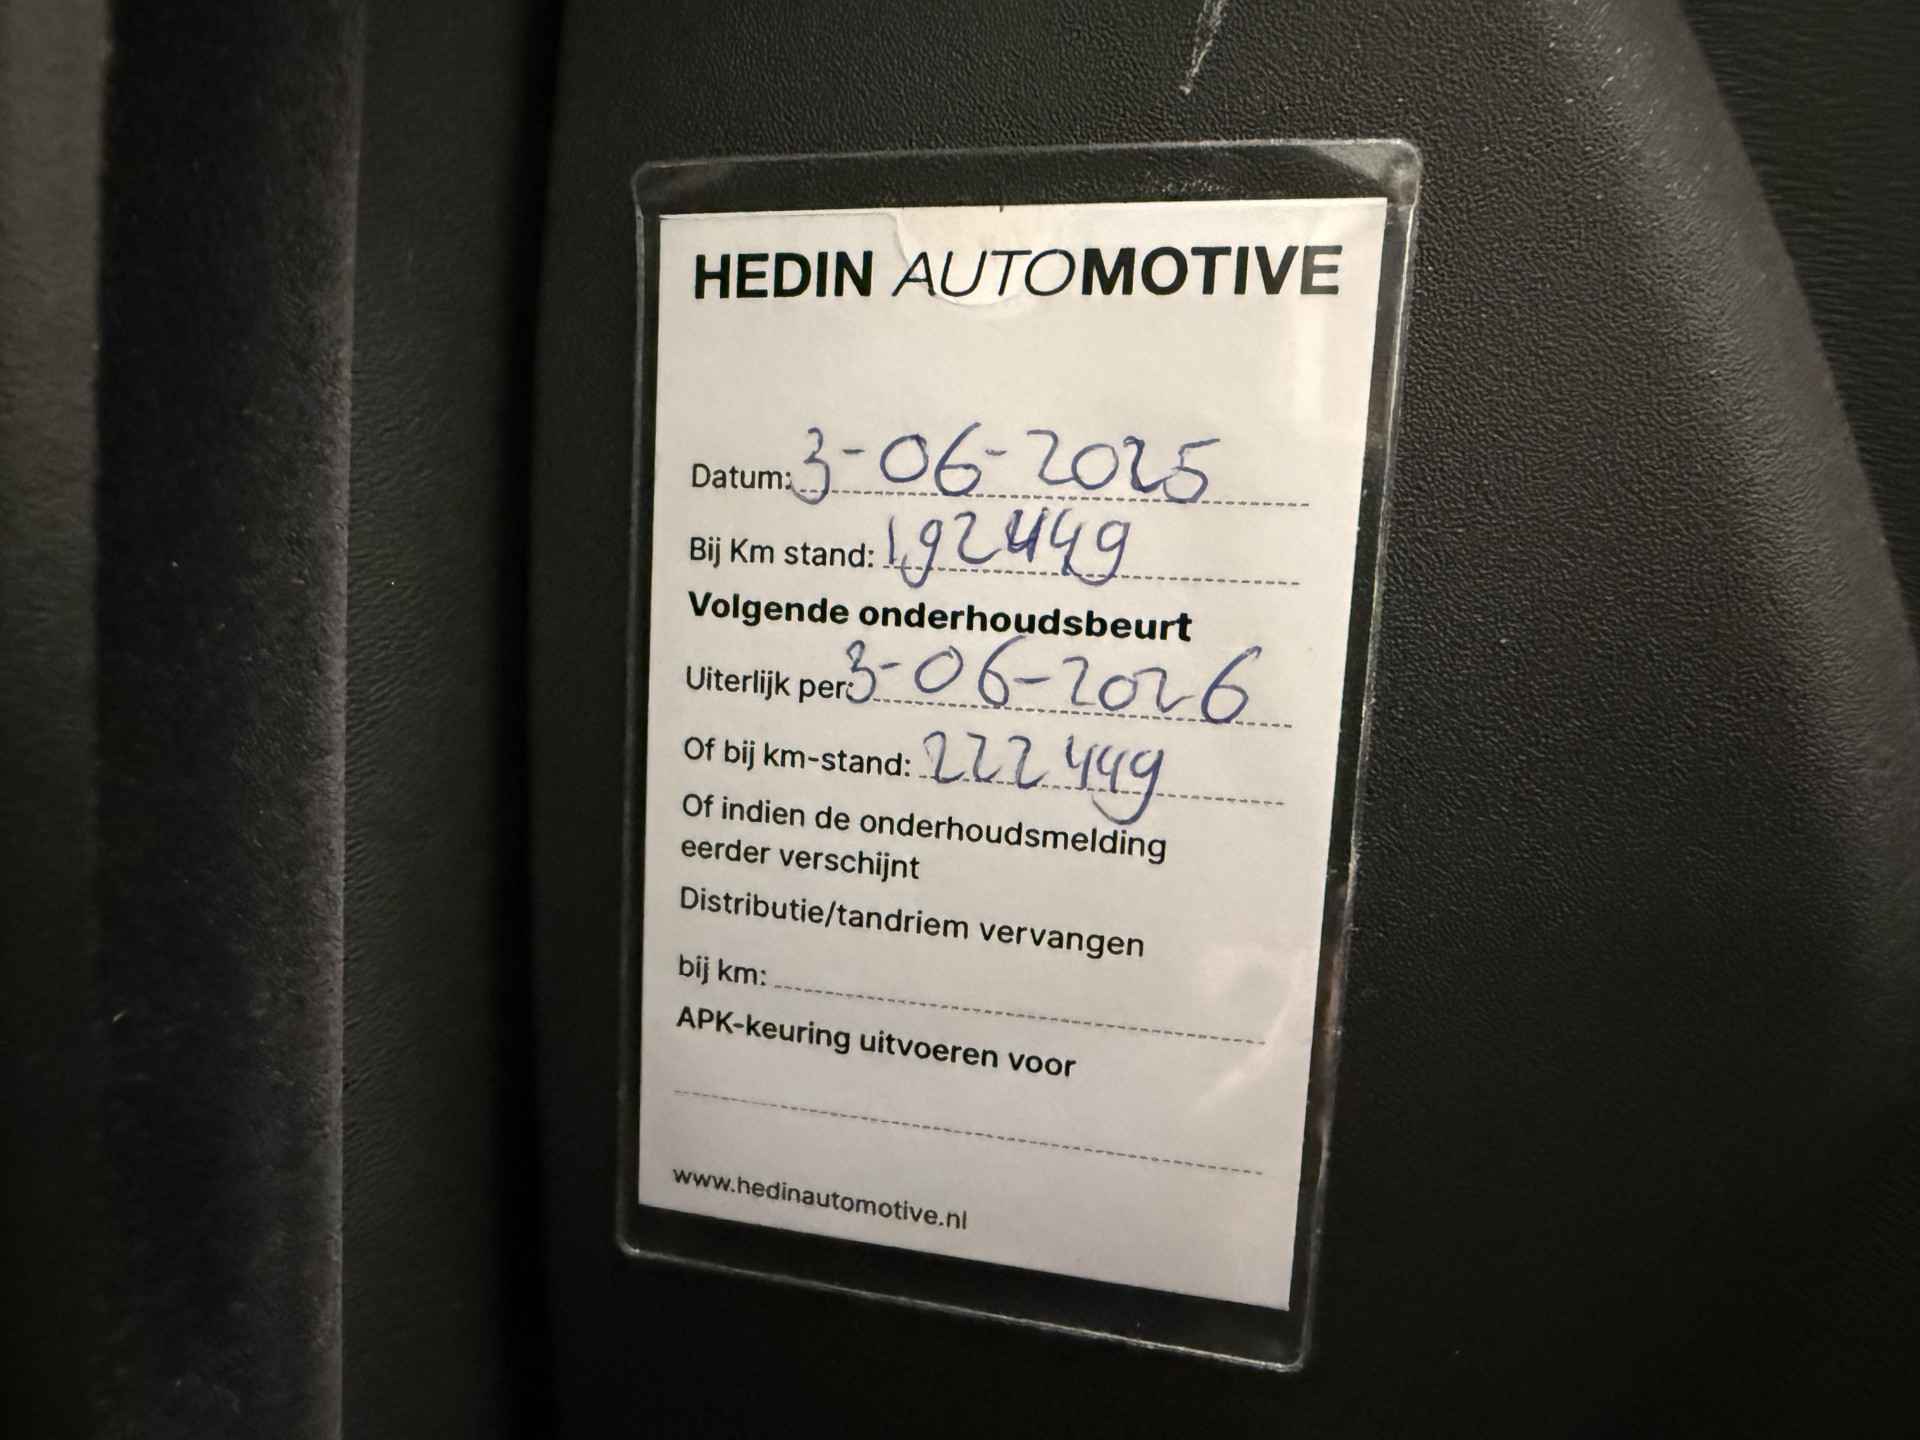 HEDIN AUTOMOTIVE
Datum: 3-06-2025
Bij Km stand: 192449
Volgende onderhoudsbeurt
Uiterlijk per: 3-06-2026
Of bij km-stand: 222449
Of indien de onderhoudsmelding
eerder verschijnt
Distributie/tandriem vervangen
bij km:
APK-keuring uitvoeren voor
www.hedinautomotive.nl